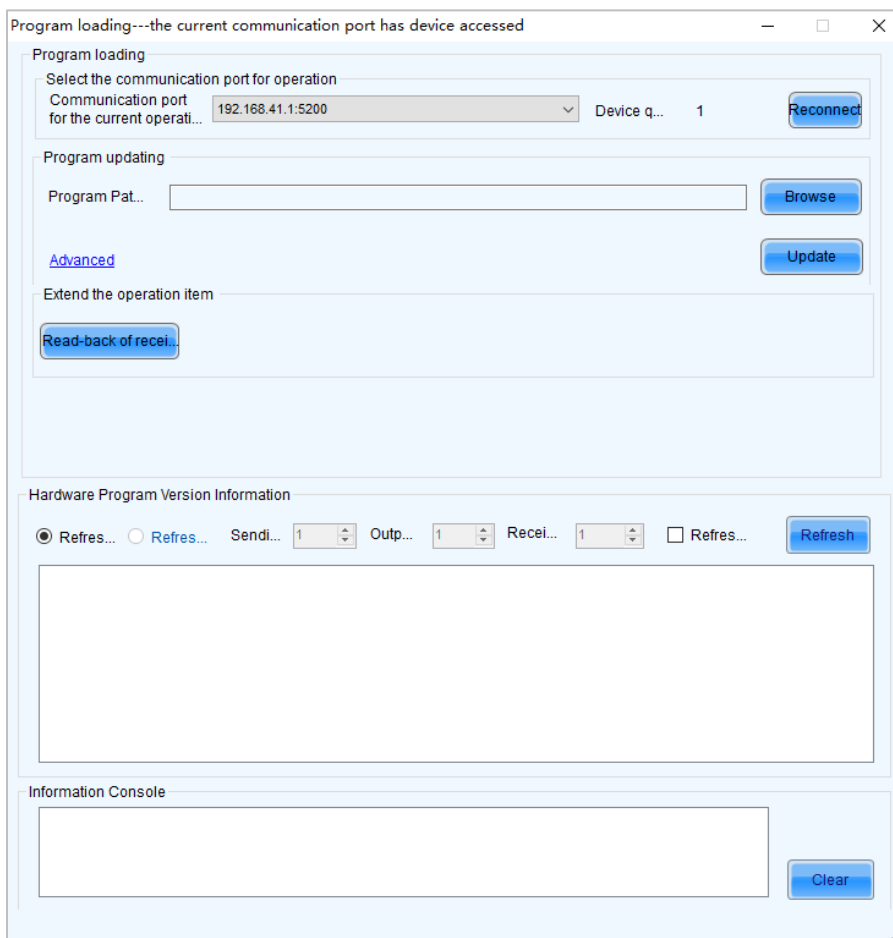 Program loading---the current communication port has device accessed
Program loading
Select the communication port for operation
Communication port
for the current operati...
192.168.41.1:5200
Device q...
1
Reconnect
Program updating
Program Pat...
Browse
Advanced
Update
Extend the operation item
Read-back of recei...
Hardware Program Version Information
Refres...
Refres...
Sendi...
1
Outp...
1
Recei...
1
Refres...
Refresh
Information Console
Clear